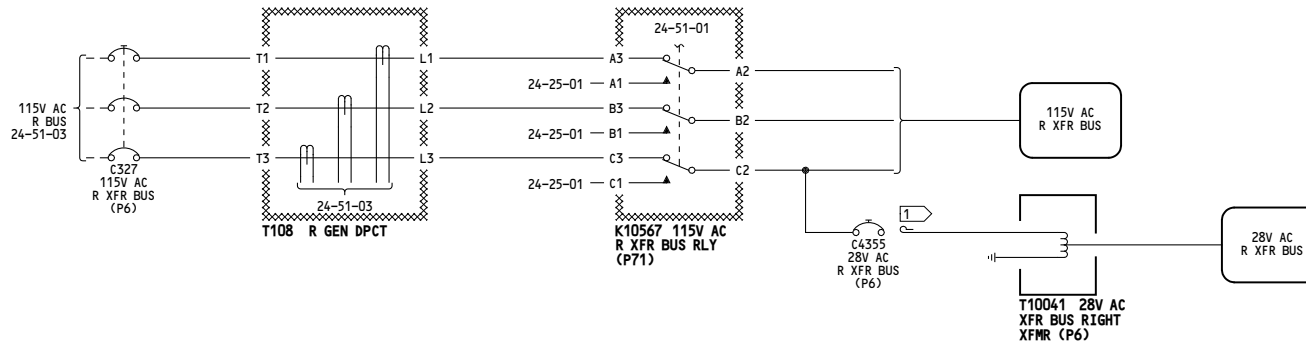 24-51-01
T1
L1
A3
A2
24-25-01
A1
115V AC
R BUS
24-51-03
T2
L2
B3
B2
115V AC
R XFR BUS
24-25-01
B1
T3
L3
C3
C2
C327
115V AC
R XFR BUS
(P6)
24-25-01
C1
24-51-03
T108 R GEN DPCT
K10567 115V AC
R XFR BUS RLY
(P71)
1
C4355
28V AC
R XFR BUS
(P6)
28V AC
R XFR BUS
T10041 28V AC
XFR BUS RIGHT
XFMR (P6)